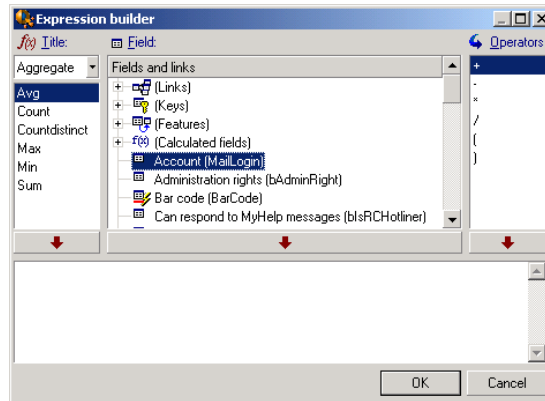 Expression builder
f(x) Title:
Field:
Operators
Aggregate
Fields and links
+
Avg
(Links)
-
Count
(Keys)
*
Countdistinct
(Features)
/
Max
f(x) (Calculated fields)
(
Min
Account (MailLogin)
)
Sum
Administration rights (bAdminRight)
Bar code (BarCode)
Can respond to MyHelp messages (bIsRCHotliner)
OK
Cancel